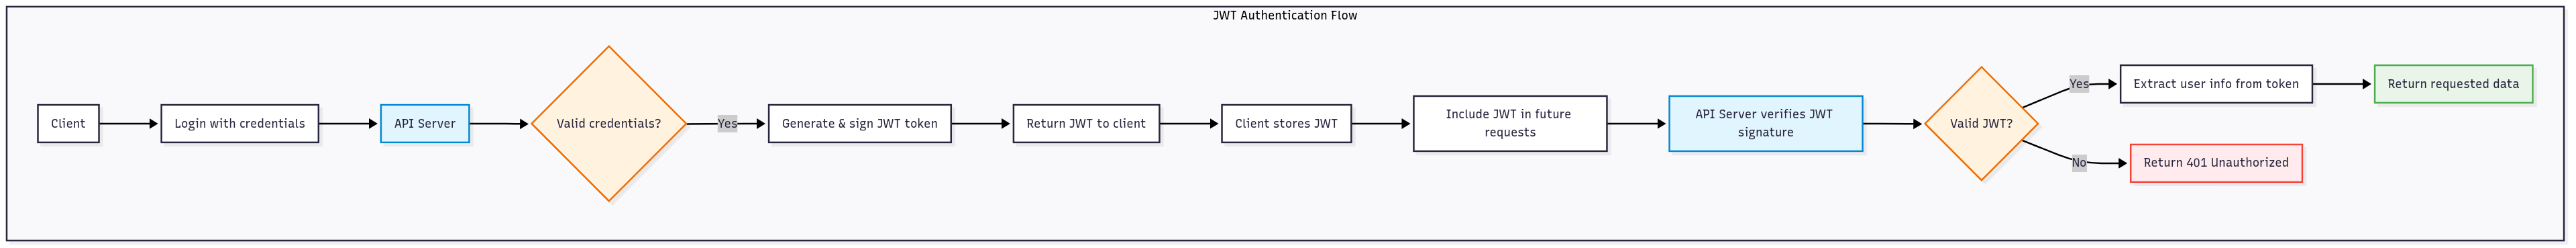 JWT Authentication Flow
Client
Login with credentials
API Server
Valid credentials?
Yes
Generate & sign JWT token
Return JWT to client
Client stores JWT
Include JWT in future
requests
API Server verifies JWT
signature
Valid JWT?
Yes
Extract user info from token
Return requested data
No
Return 401 Unauthorized